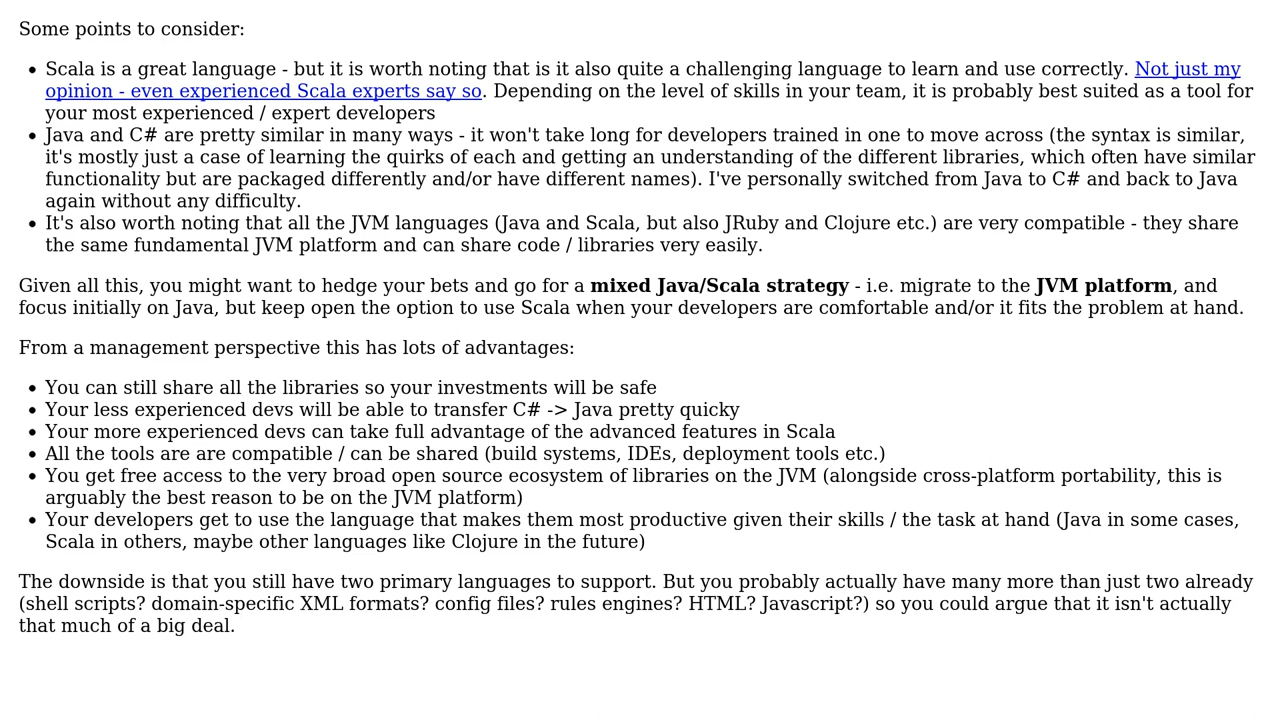 Some points to consider:
• Scala is a great language - but it is worth noting that is it also quite a challenging language to learn and use correctly. Not just my
opinion - even experienced Scala experts say so. Depending on the level of skills in your team, it is probably best suited as a tool for
your most experienced / expert developers
• Java and C# are pretty similar in many ways - it won't take long for developers trained in one to move across (the syntax is similar,
it's mostly just a case of learning the quirks of each and getting an understanding of the different libraries, which often have similar
functionality but are packaged differently and/or have different names). I've personally switched from Java to C# and back to Java
again without any difficulty.
• It's also worth noting that all the JVM languages (Java and Scala, but also JRuby and Clojure etc.) are very compatible - they share
the same fundamental JVM platform and can share code / libraries very easily.
Given all this, you might want to hedge your bets and go for a mixed Java/Scala strategy - i.e. migrate to the JVM platform, and
focus initially on Java, but keep open the option to use Scala when your developers are comfortable and/or it fits the problem at hand.
From a management perspective this has lots of advantages:
• You can still share all the libraries so your investments will be safe
• Your less experienced devs will be able to transfer C# -> Java pretty quicky
• Your more experienced devs can take full advantage of the advanced features in Scala
• All the tools are are compatible / can be shared (build systems, IDEs, deployment tools etc.)
• You get free access to the very broad open source ecosystem of libraries on the JVM (alongside cross-platform portability, this is
arguably the best reason to be on the JVM platform)
• Your developers get to use the language that makes them most productive given their skills / the task at hand (Java in some cases,
Scala in others, maybe other languages like Clojure in the future)
The downside is that you still have two primary languages to support. But you probably actually have many more than just two already
(shell scripts? domain-specific XML formats? config files? rules engines? HTML? Javascript?) so you could argue that it isn't actually
that much of a big deal.